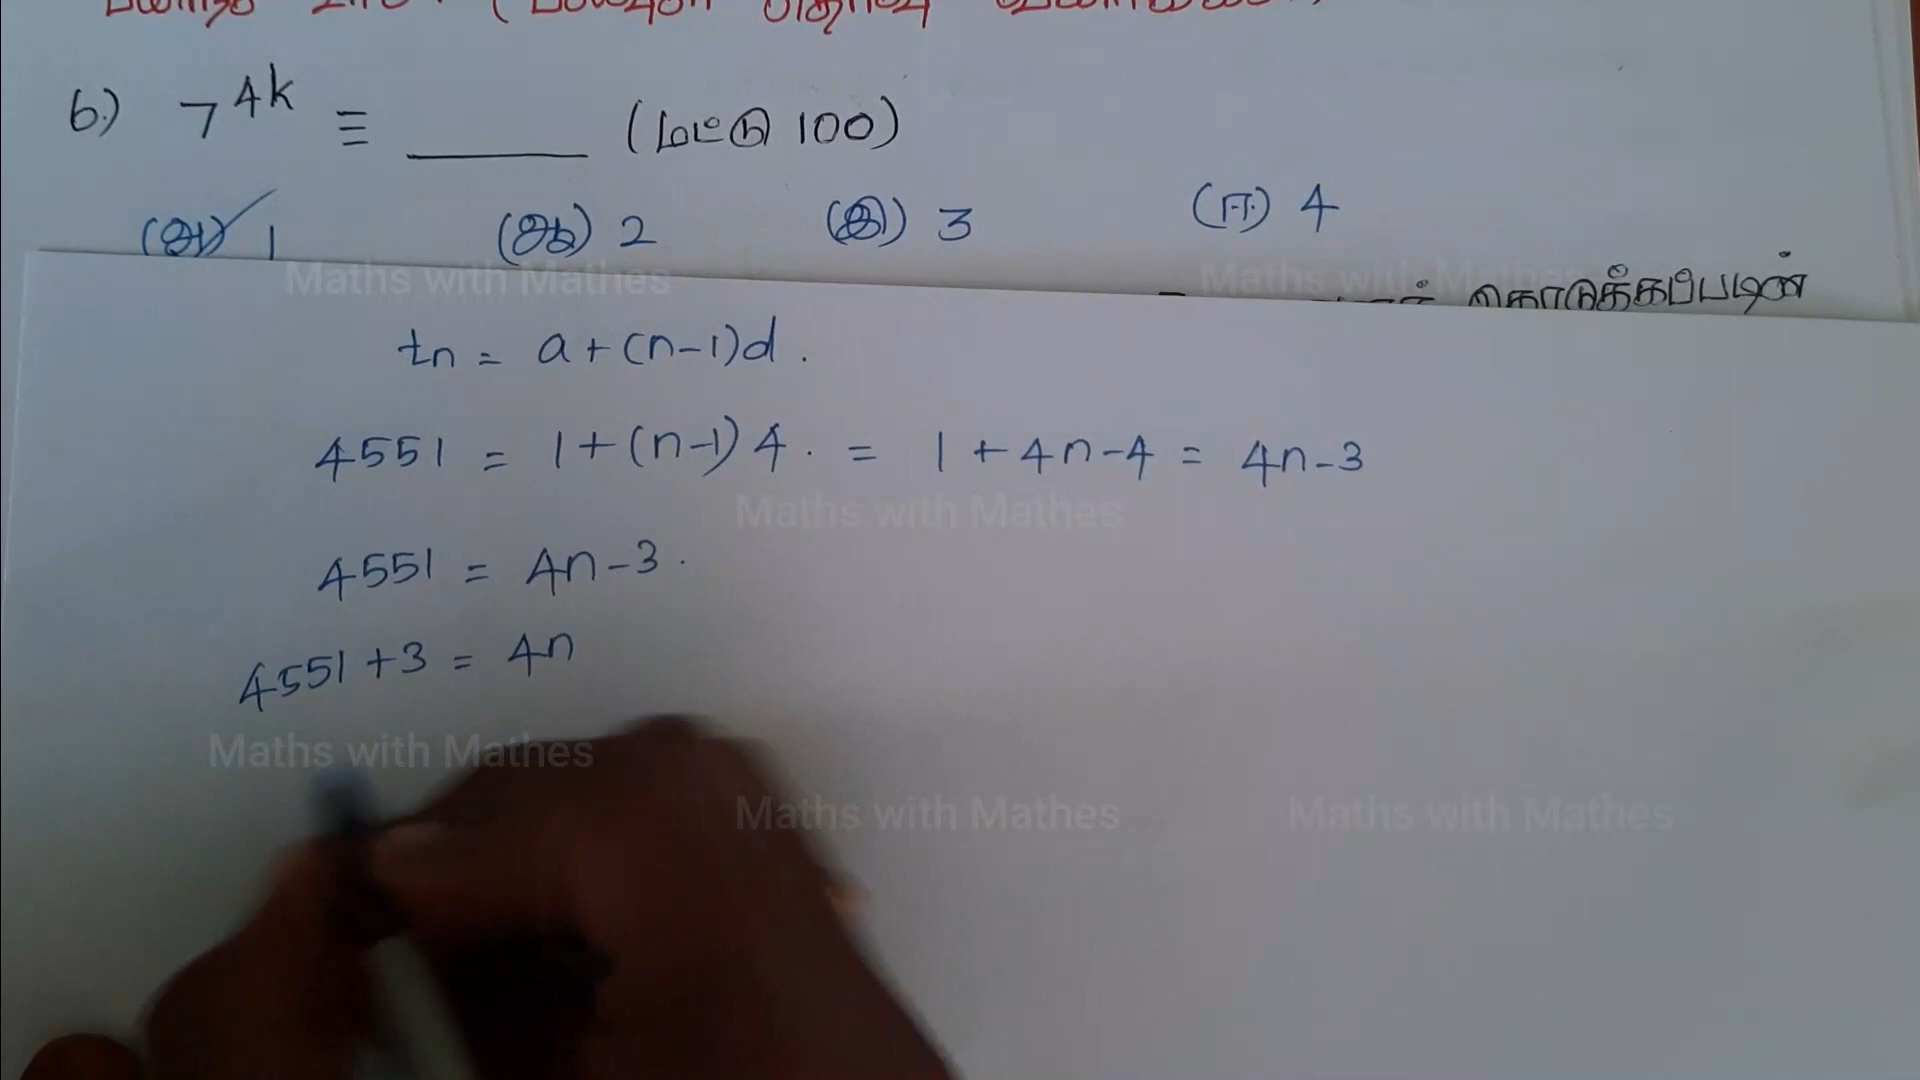 6.) 7^4k ≡ _____ (மட்டு 100)
(அ) 1 (ஆ) 2 (இ) 3 (ஈ) 4
கொடுக்கப்படின்
Maths with Mathes Maths with Mathes
tn = a + (n-1)d .
4551 = 1 + (n-1) 4 . = 1 + 4n - 4 = 4n - 3
Maths with Mathes
4551 = 4n - 3 .
4551 + 3 = 4n
Maths with Mathes
Maths with Mathes Maths with Mathes